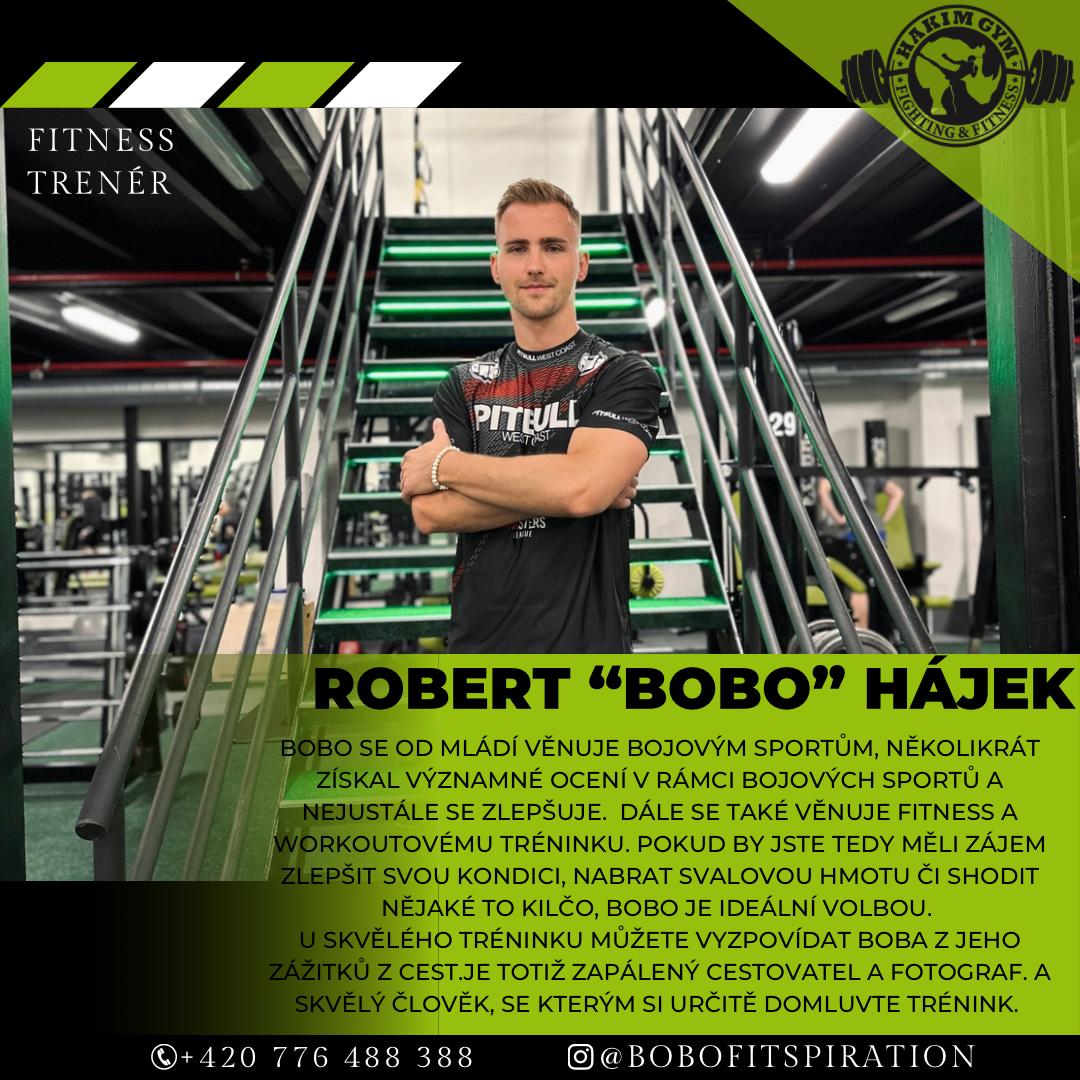 HAKIM GYM
FIGHTING & FITNESS
FITNESS
TRENÉR
PITBULL WEST COAST
PITBULL
WEST COAST
29
ROBERT “BOBO” HÁJEK
BOBO SE OD MLÁDÍ VĚNUJE BOJOVÝM SPORTŮM, NĚKOLIKRÁT
ZÍSKAL VÝZNAMNÉ OCENÍ V RÁMCI BOJOVÝCH SPORTŮ A
NEJUSTÁLE SE ZLEPŠUJE. DÁLE SE TAKÉ VĚNUJE FITNESS A
WORKOUTOVÉMU TRÉNINKU. POKUD BY JSTE TEDY MĚLI ZÁJEM
ZLEPŠIT SVOU KONDICI, NABRAT SVALOVOU HMOTU ČI SHODIT
NĚJAKÉ TO KILČO, BOBO JE IDEÁLNÍ VOLBOU.
U SKVĚLÉHO TRÉNINKU MŮŽETE VYZPOVÍDAT BOBA Z JEHO
ZÁŽITKŮ Z CEST.JE TOTIŽ ZAPÁLENÝ CESTOVATEL A FOTOGRAF. A
SKVĚLÝ ČLOVĚK, SE KTERÝM SI URČITĚ DOMLUVTE TRÉNINK.
+420 776 488 388
@BOBOFITSPIRATION